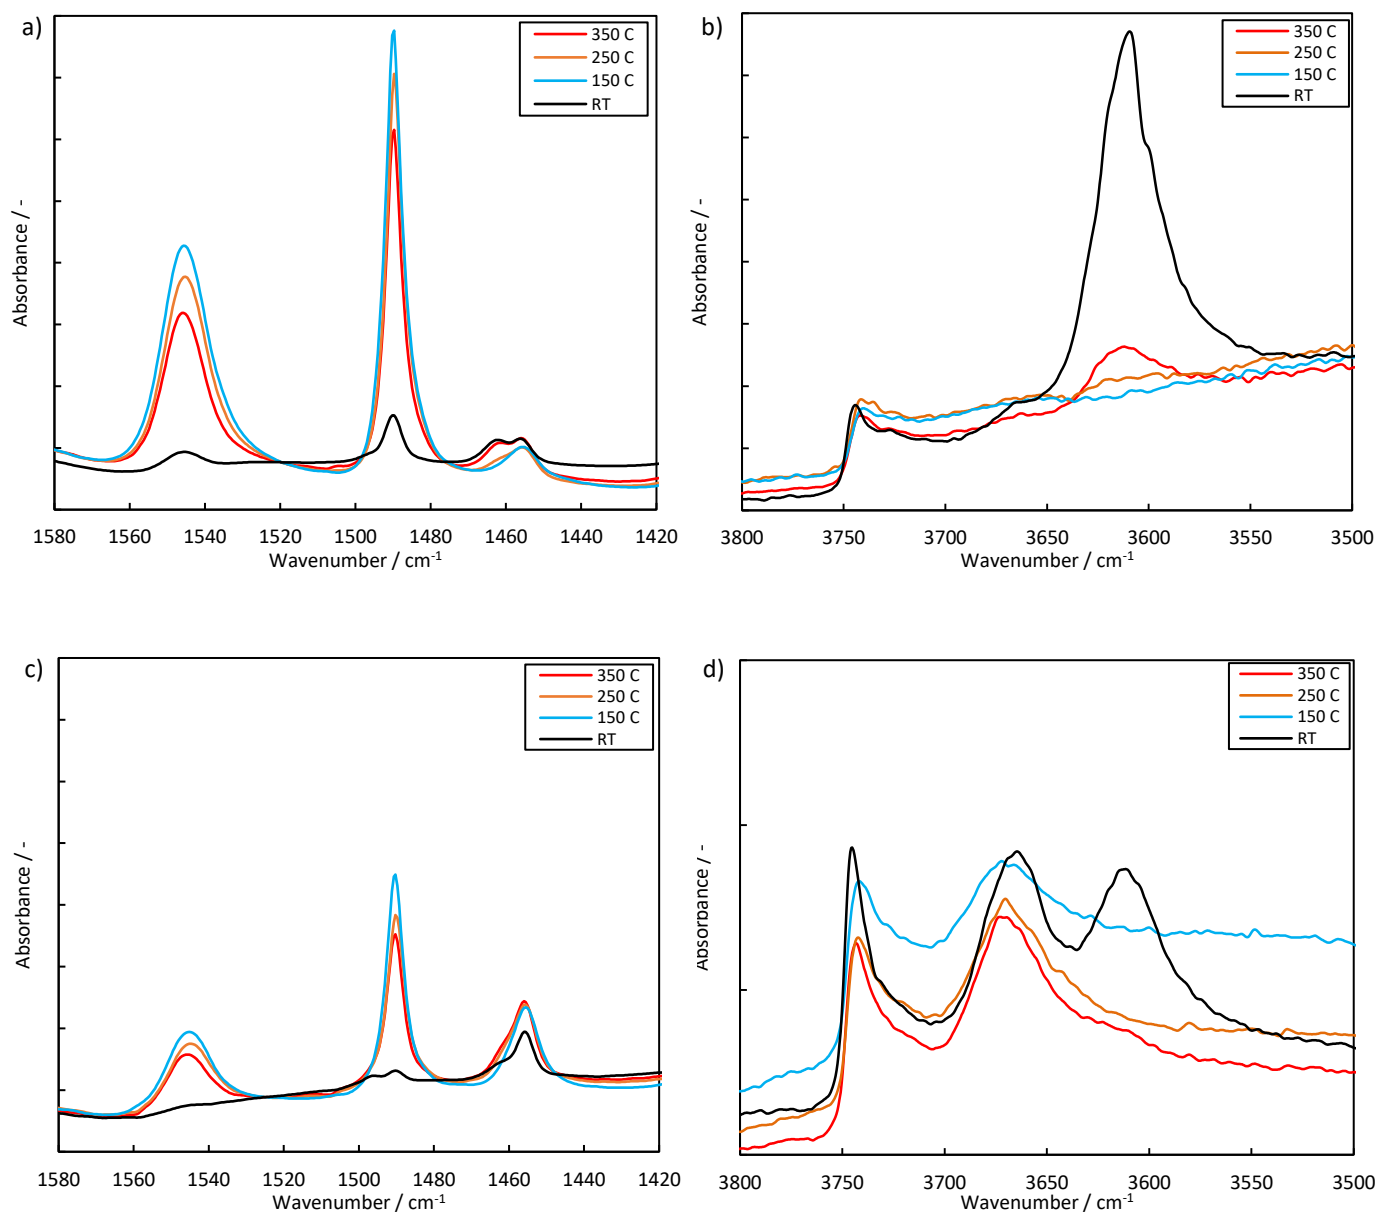 a)
350 C
250 C
150 C
RT
Absorbance / -
1580 1560 1540 1520 1500 1480 1460 1440 1420
Wavenumber / cm-1
b)
350 C
250 C
150 C
RT
Absorbance / -
3800 3750 3700 3650 3600 3550 3500
Wavenumber / cm-1
c)
350 C
250 C
150 C
RT
Absorbance / -
1580 1560 1540 1520 1500 1480 1460 1440 1420
Wavenumber / cm-1
d)
350 C
250 C
150 C
RT
Absorbance / -
3800 3750 3700 3650 3600 3550 3500
Wavenumber / cm-1